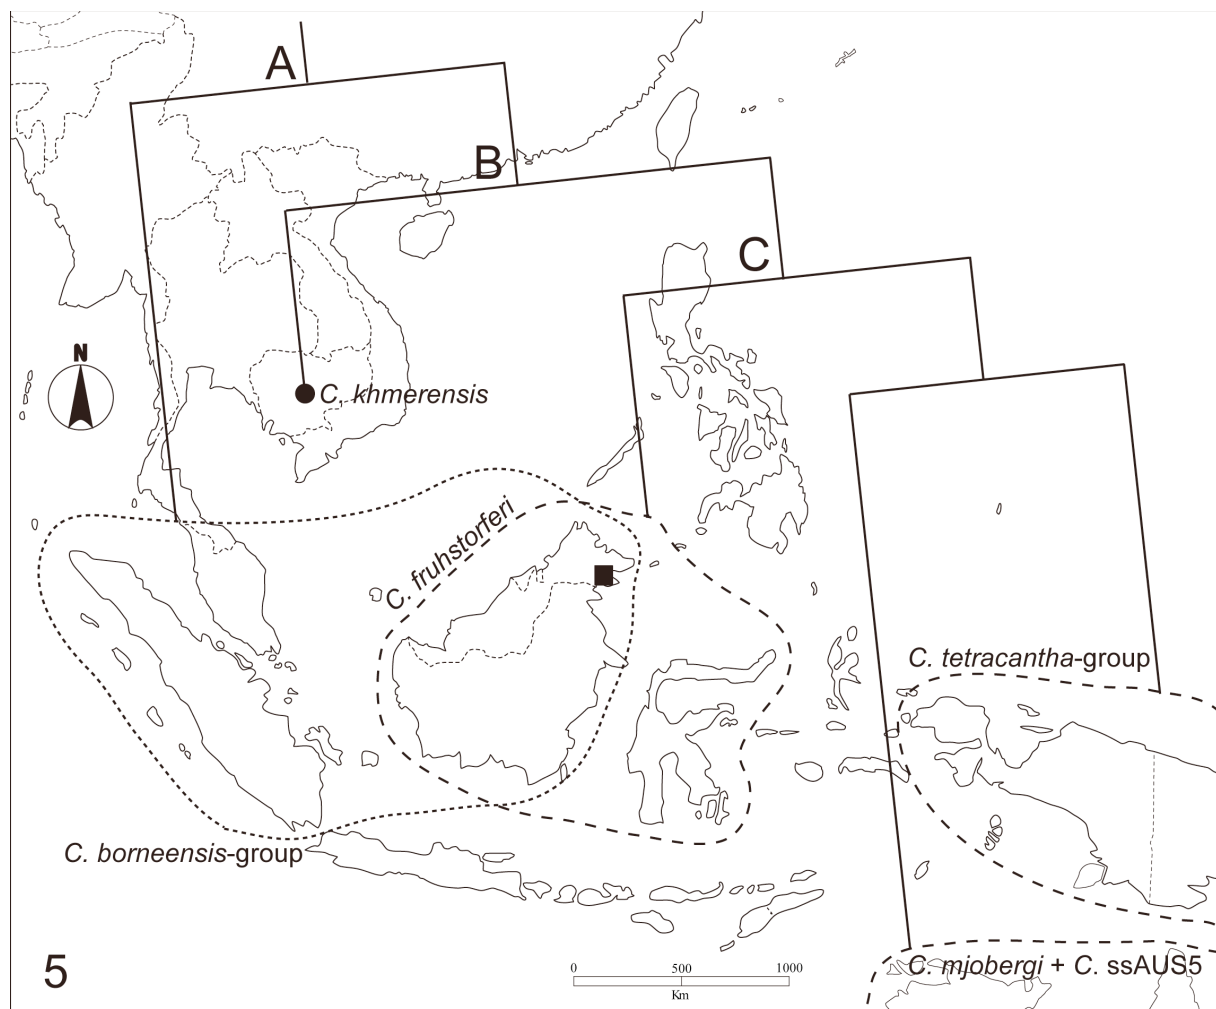 A
B
C
N
C. khmerensis
C. fruhstorferi
C. tetracantha-group
C. borneensis-group
C. mjobergi + C. ssAUS5
5
0 500 1000
Km